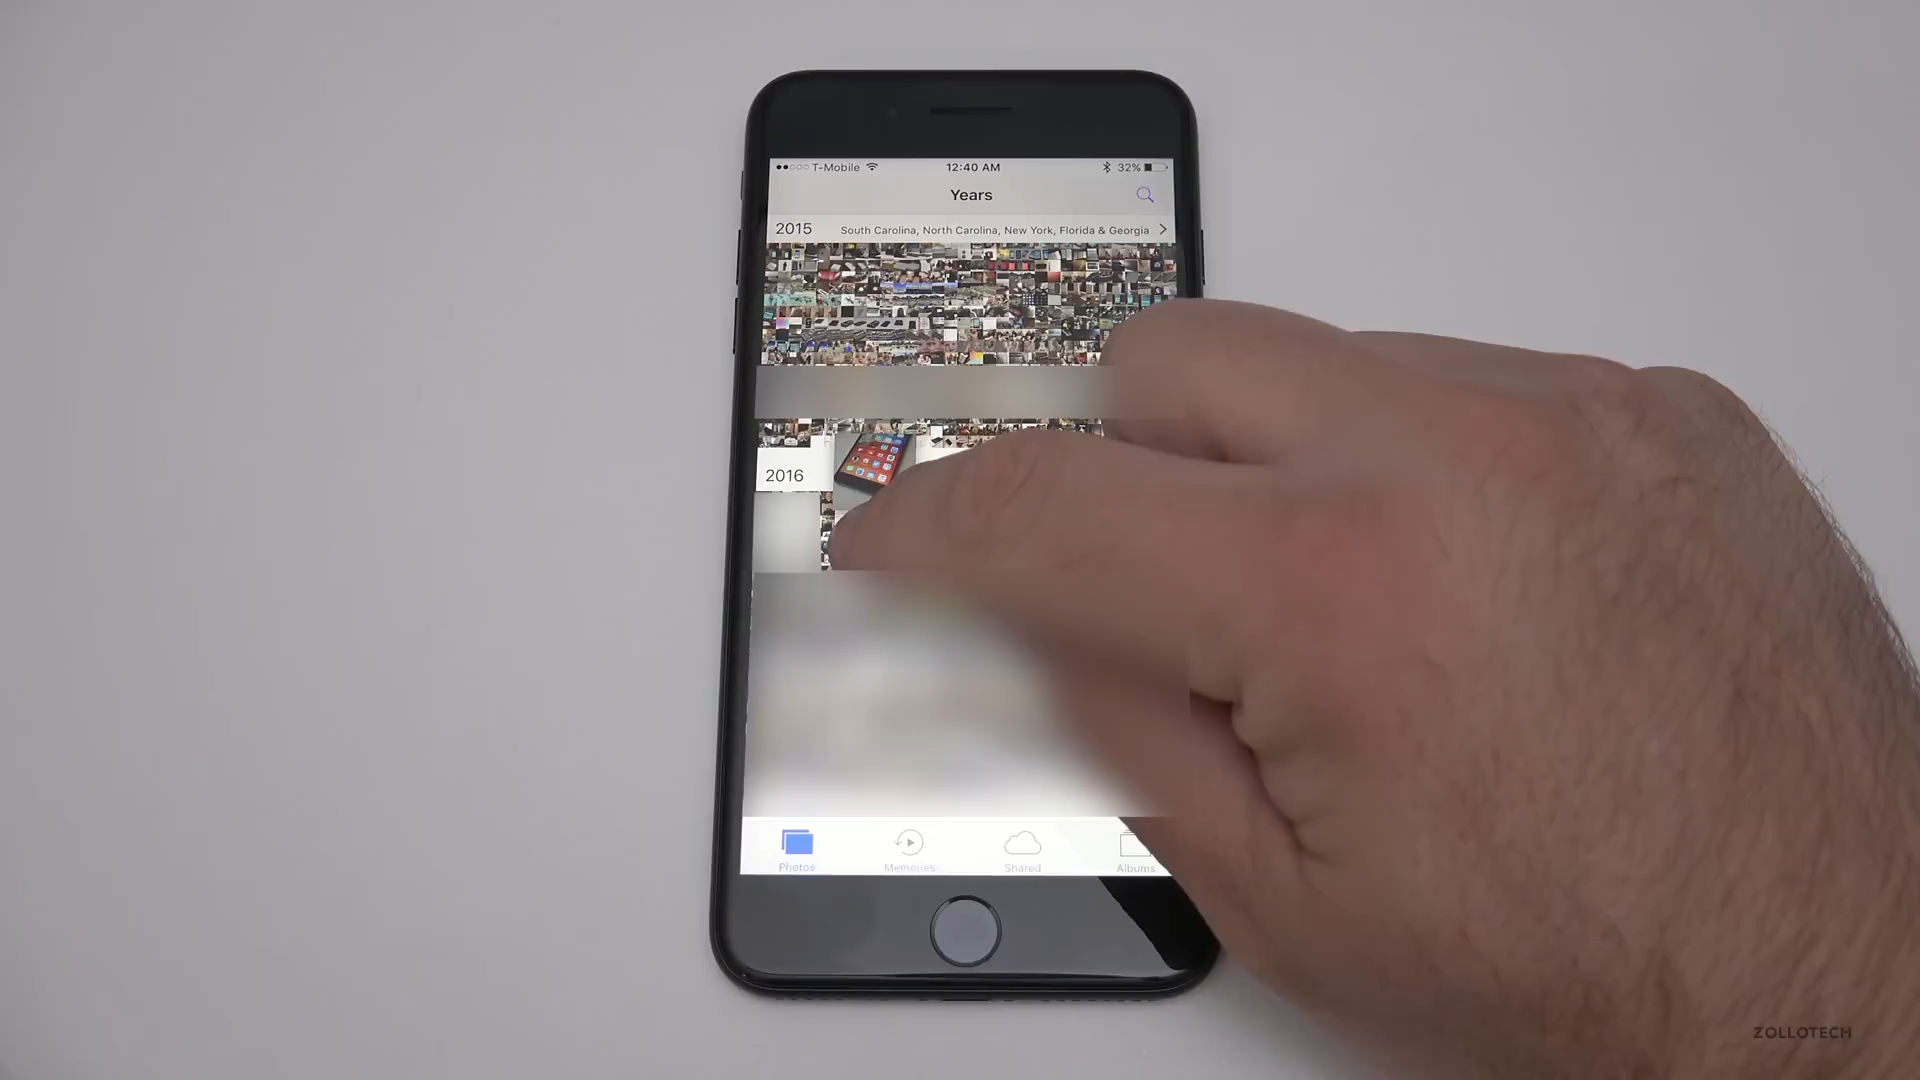 T-Mobile 12:40 AM 32%
Years
2015 South Carolina, North Carolina, New York, Florida & Georgia
2016
Photos Memories Shared Albums
ZOLLOTECH